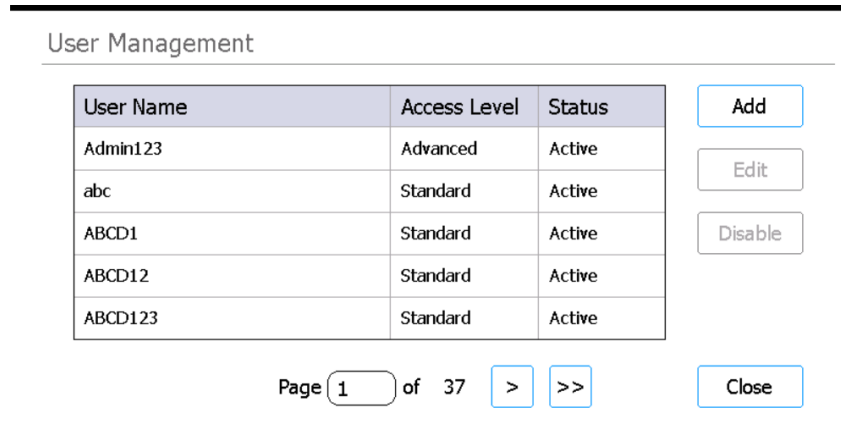 User Management
User Name Access Level Status Add
Admin123 Advanced Active
Edit
abc Standard Active
ABCD1 Standard Active Disable
ABCD12 Standard Active
ABCD123 Standard Active
Page 1 of 37 > >> Close